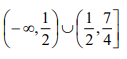 (-∞, 1/2) ∪ (1/2, 7/4]